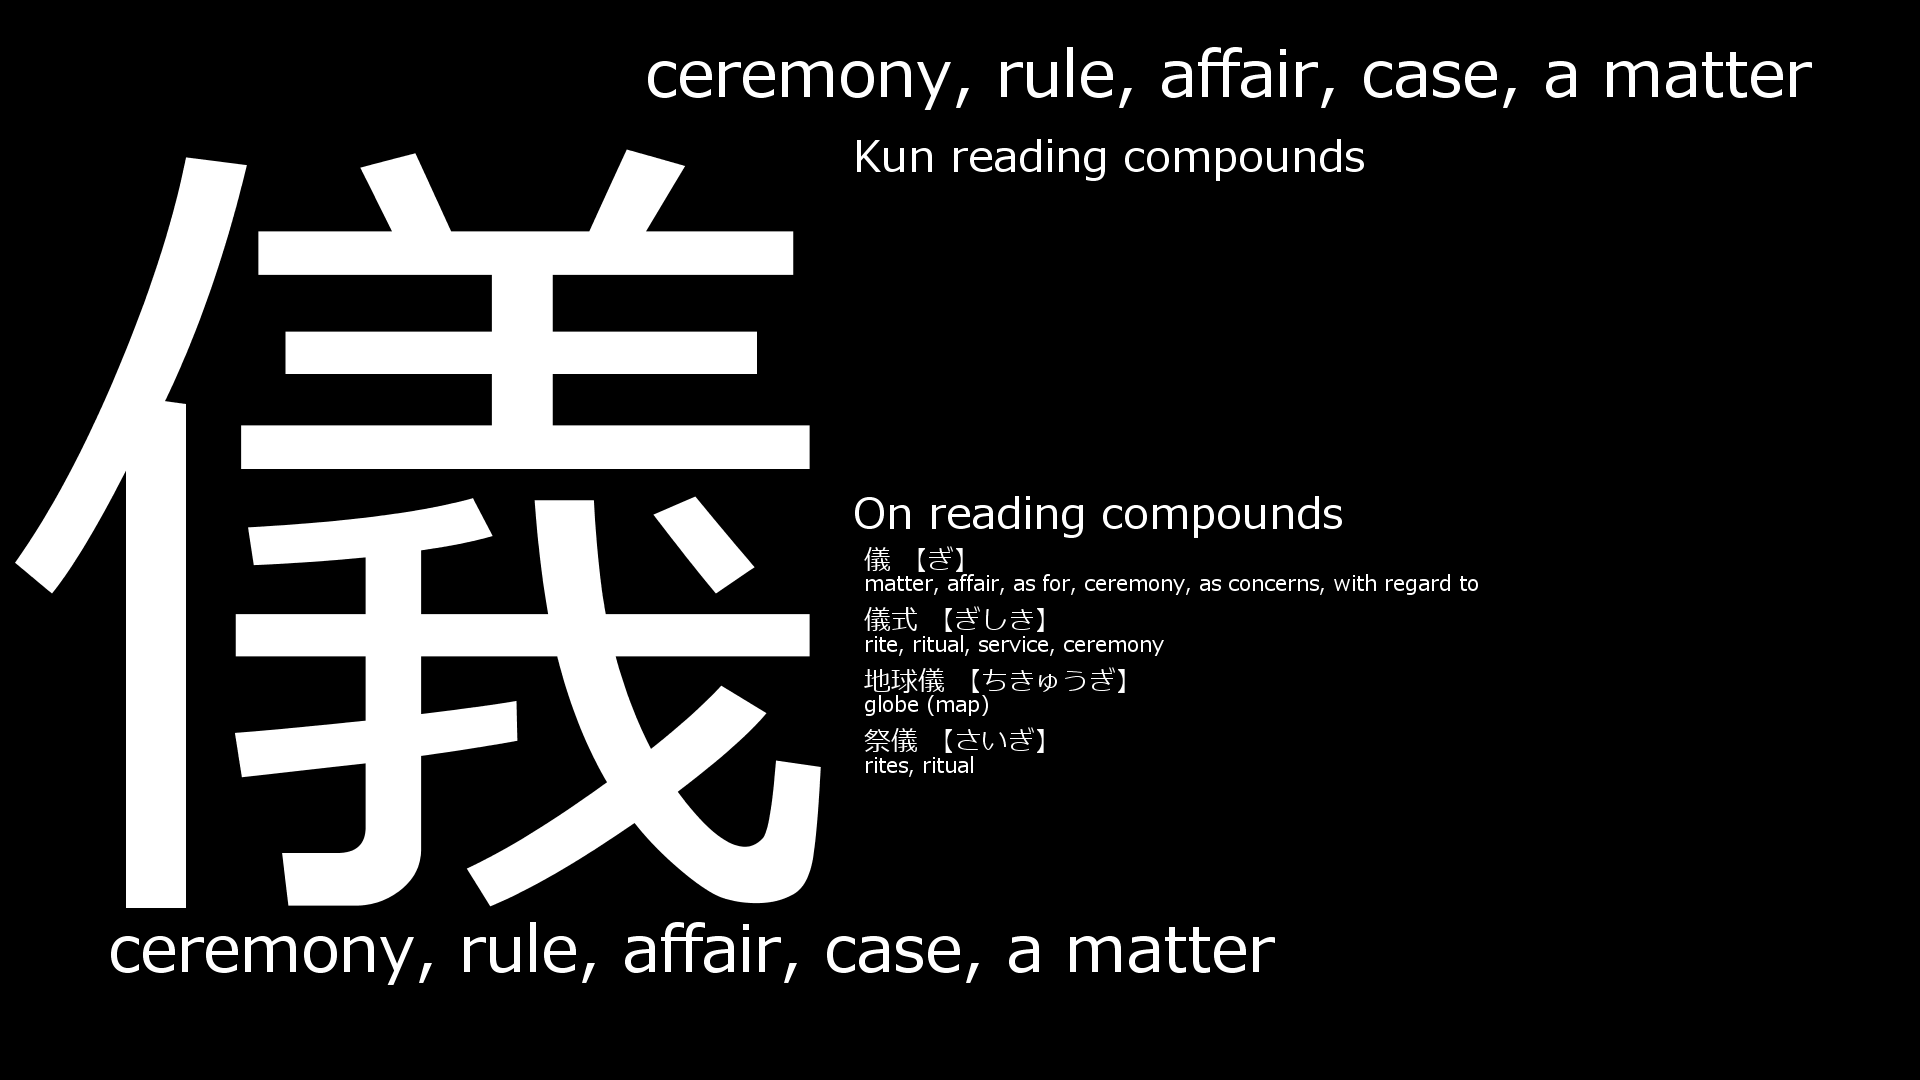 ceremony, rule, affair, case, a matter
儀
Kun reading compounds
On reading compounds
儀 【ぎ】
matter, affair, as for, ceremony, as concerns, with regard to
儀式 【ぎしき】
rite, ritual, service, ceremony
地球儀 【ちきゅうぎ】
globe (map)
祭儀 【さいぎ】
rites, ritual
ceremony, rule, affair, case, a matter